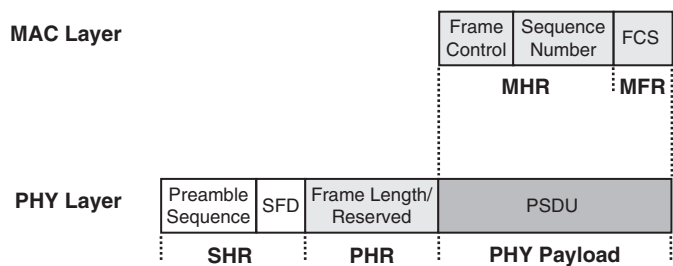 MAC Layer
Frame
Control
Sequence
Number
FCS
MHR
MFR
PHY Layer
Preamble
Sequence
SFD
Frame Length/
Reserved
PSDU
SHR
PHR
PHY Payload